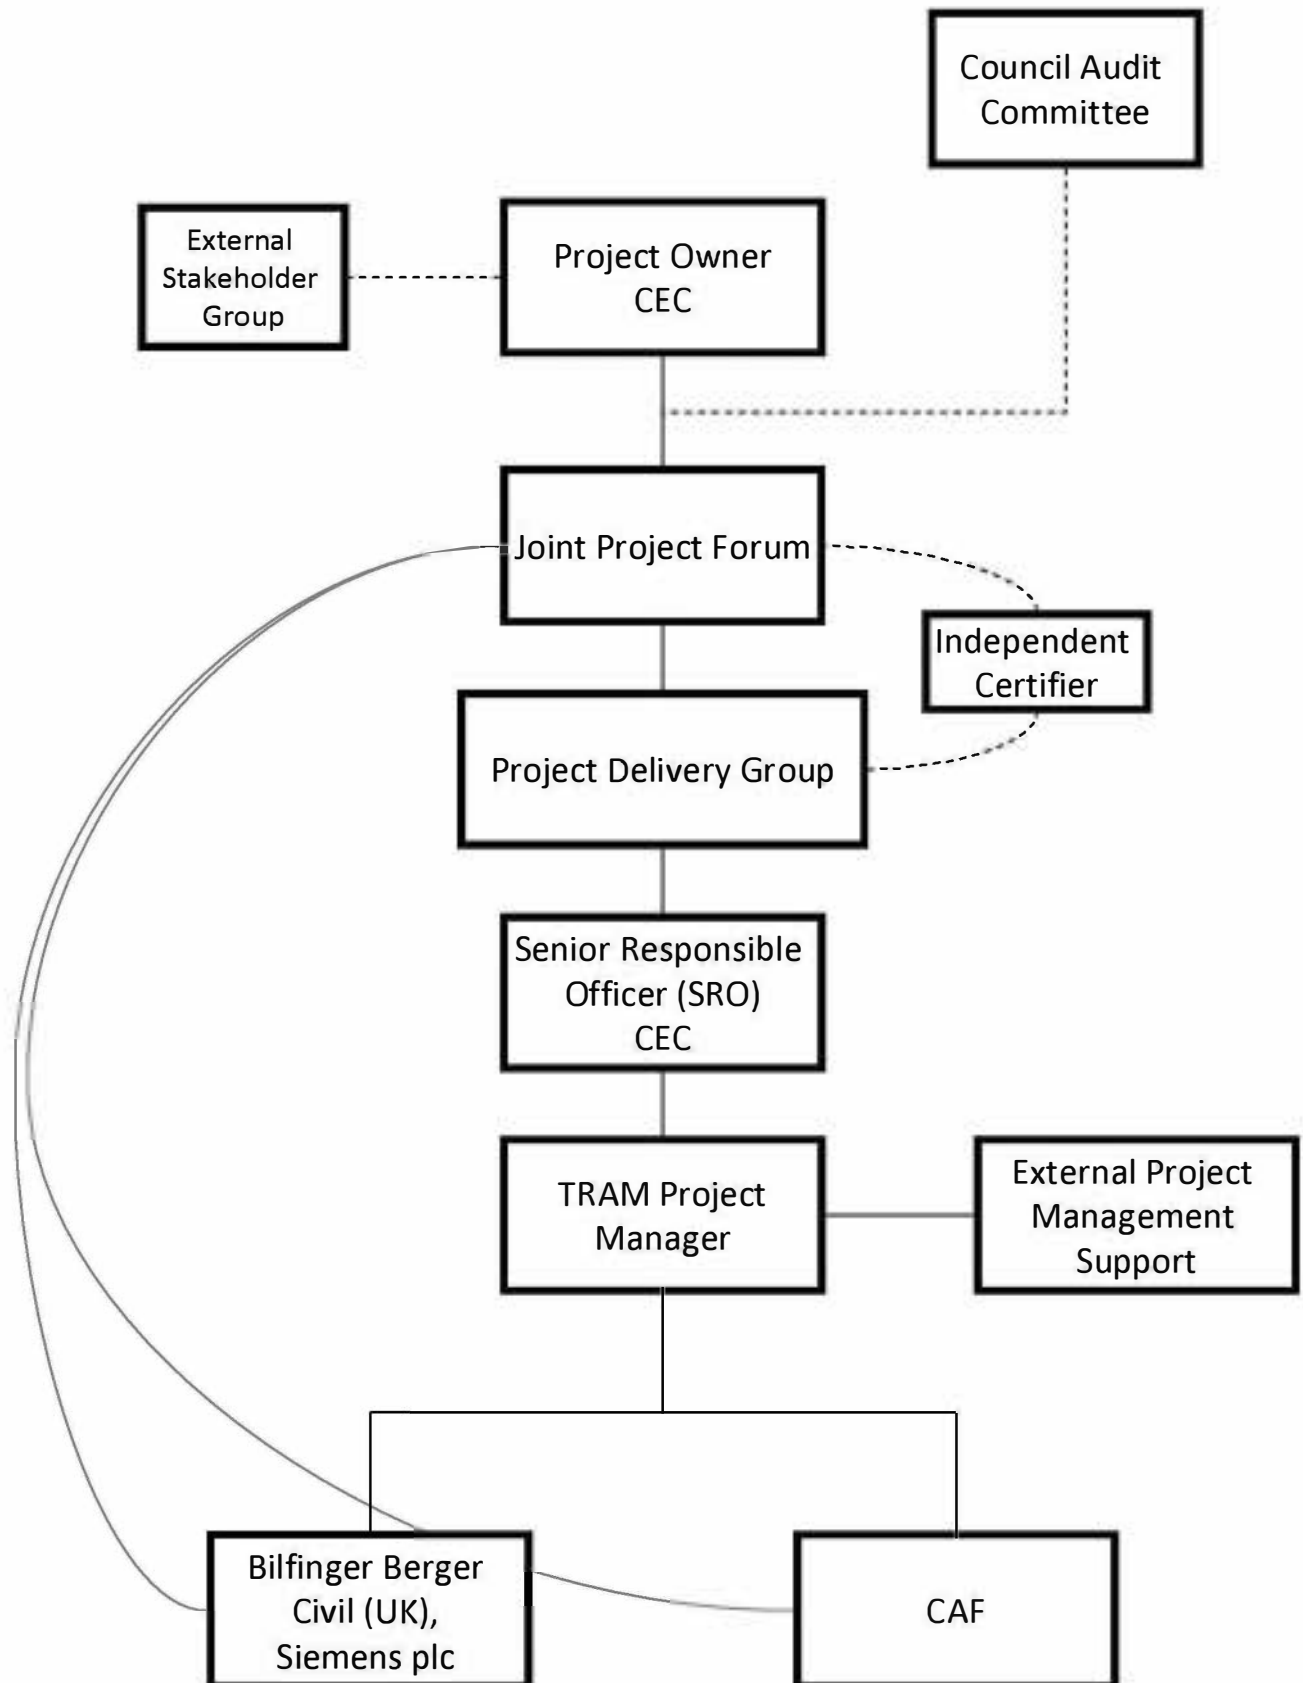 Council Audit
Committee
External
Stakeholder
Group
Project Owner
CEC
Joint Project Forum
Independent
Certifier
Project Delivery Group
Senior Responsible
Officer (SRO)
CEC
TRAM Project
Manager
External Project
Management
Support
Bilfinger Berger
Civil (UK),
Siemens plc
CAF